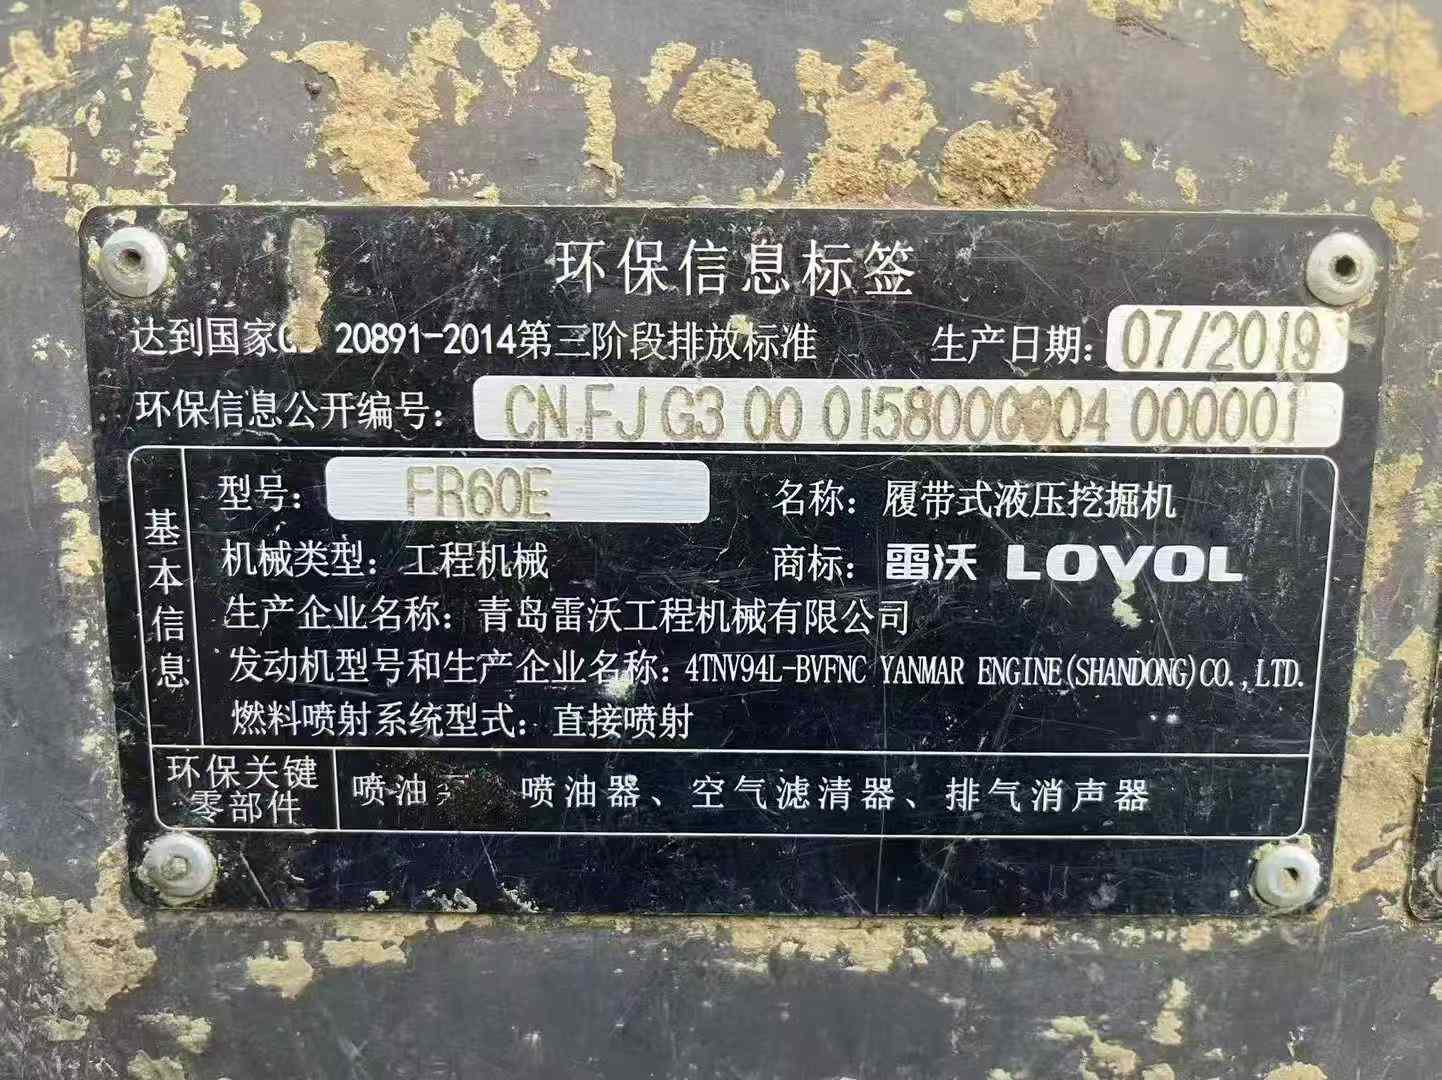 环保信息标签
达到国家G 20891-2014第三阶段排放标准 生产日期: 07/2019
环保信息公开编号: CN FJ G3 00 0158000004 000001
基本信息
型号: FR60E 名称: 履带式液压挖掘机
机械类型: 工程机械 商标: 雷沃 LOVOL
生产企业名称: 青岛雷沃工程机械有限公司
发动机型号和生产企业名称: 4TNV94L-BVFNC YANMAR ENGINE(SHANDONG)CO.,LTD.
燃料喷射系统型式: 直接喷射
环保关键零部件 喷油 喷油器、空气滤清器、排气消声器